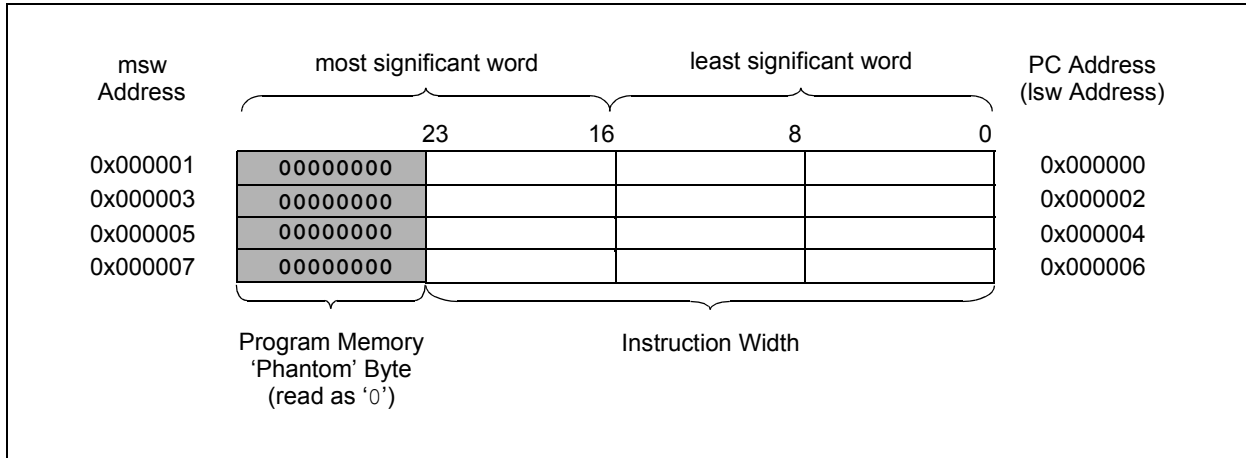 msw
Address
most significant word
least significant word
PC Address
(lsw Address)
23 16 8 0
0x000001 00000000 0x000000
0x000003 00000000 0x000002
0x000005 00000000 0x000004
0x000007 00000000 0x000006
Program Memory
‘Phantom’ Byte
(read as ‘0’)
Instruction Width